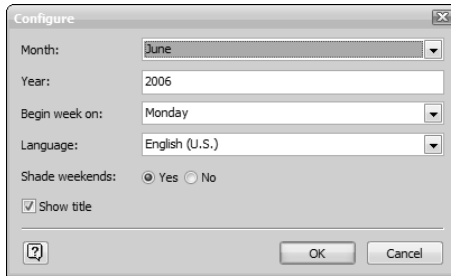 Configure
Month: June
Year: 2006
Begin week on: Monday
Language: English (U.S.)
Shade weekends: Yes No
Show title
OK Cancel